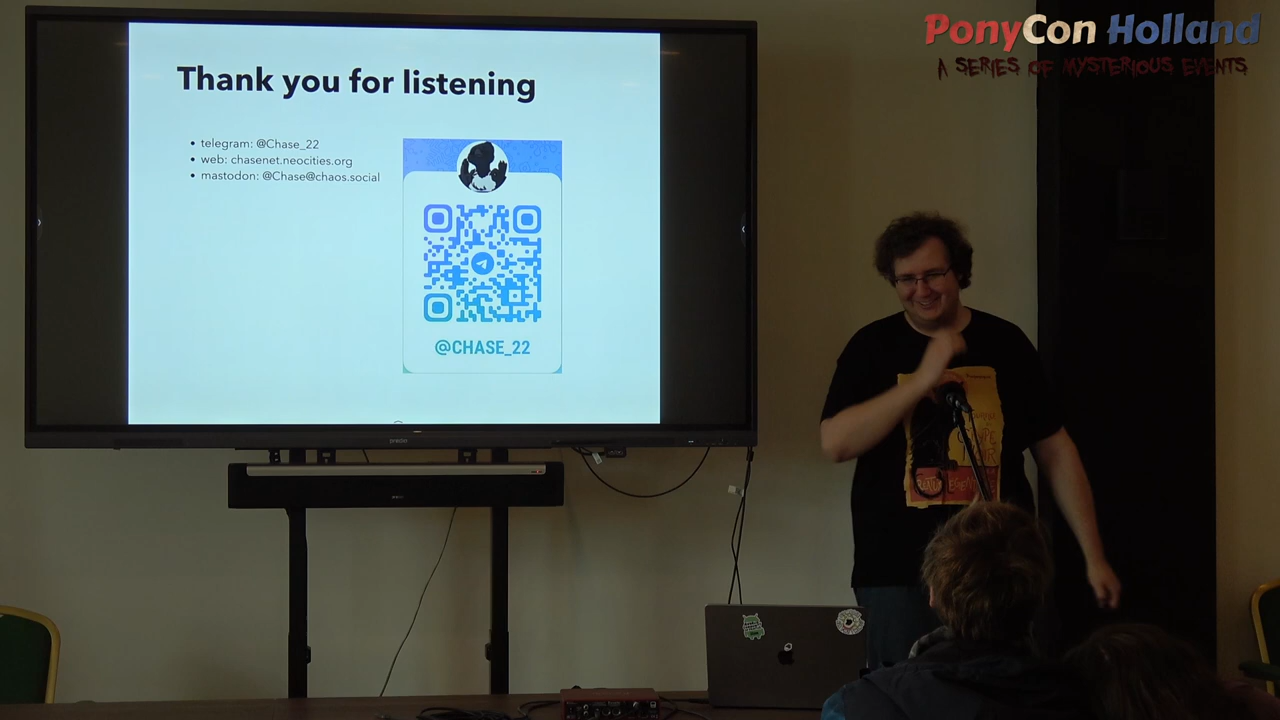 PonyCon Holland
A SERIES OF MYSTERIOUS EVENTS
Thank you for listening
• telegram: @Chase_22
• web: chasenet.neocities.org
• mastodon: @Chase@chaos.social
@CHASE_22